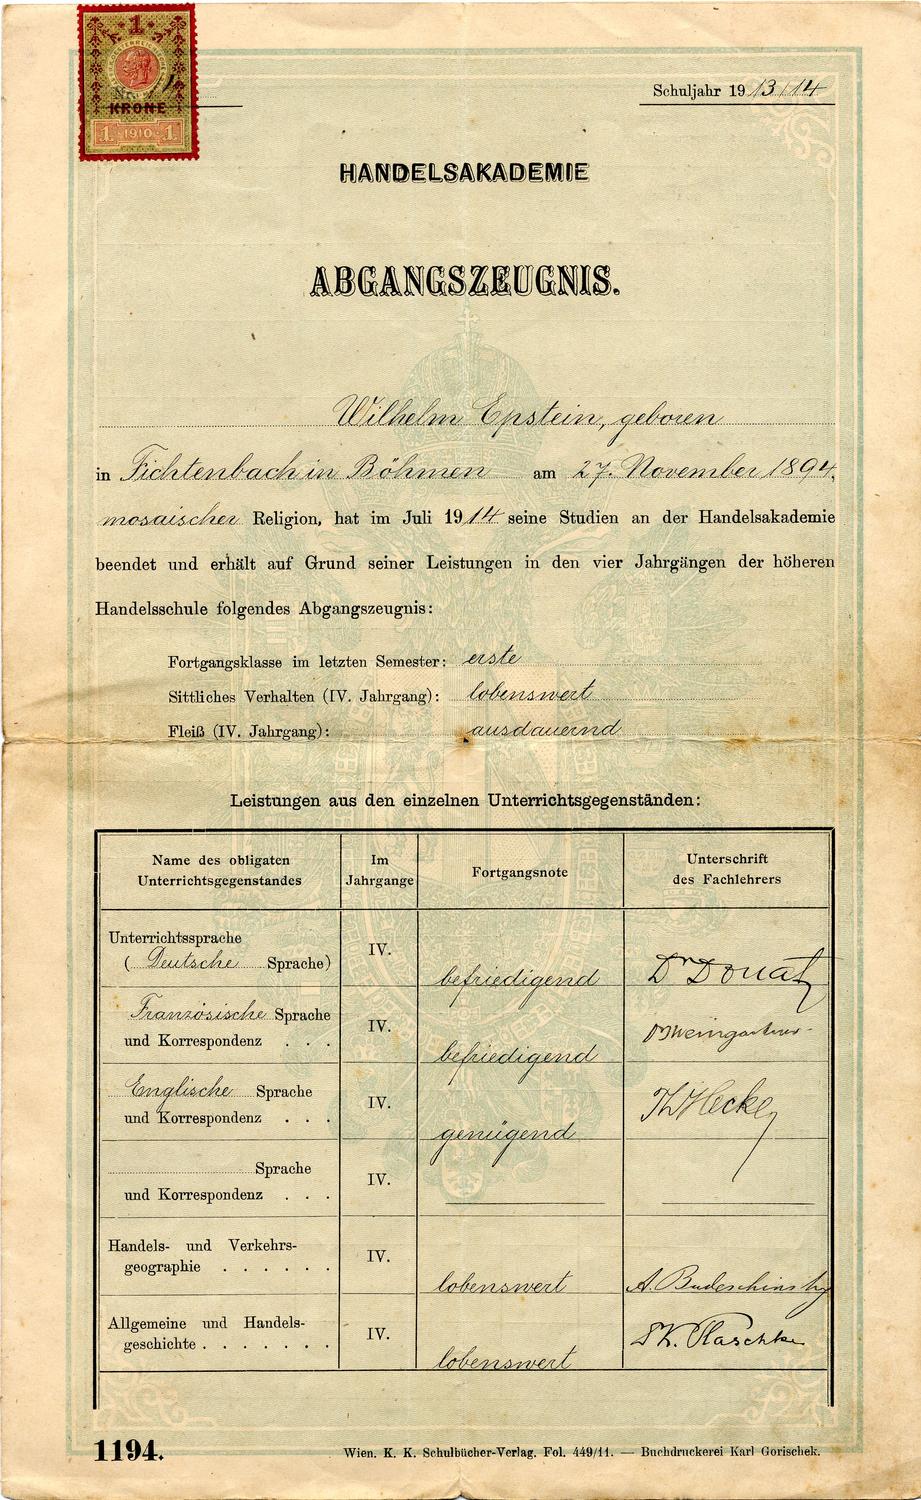 1
KRONE
1 1910 1
Schuljahr 1913/14
HANDELSAKADEMIE
ABGANGSZEUGNIS.
Wilhelm Epstein, geboren
in Fichtenbach in Böhmen am 27. November 1894,
mosaischer Religion, hat im Juli 1914 seine Studien an der Handelsakademie
beendet und erhält auf Grund seiner Leistungen in den vier Jahrgängen der höheren
Handelsschule folgendes Abgangszeugnis:
Fortgangsklasse im letzten Semester: erste
Sittliches Verhalten (IV. Jahrgang): lobenswert
Fleiß (IV. Jahrgang): ausdauernd
Leistungen aus den einzelnen Unterrichtsgegenständen:
Name des obligaten
Unterrichtsgegenstandes
Im
Jahrgange
Fortgangsnote
Unterschrift
des Fachlehrers
Unterrichtssprache
(Deutsche Sprache)
IV.
befriedigend
Dr Donat
Französische Sprache
und Korrespondenz . . .
IV.
befriedigend
Weingartner
Englische Sprache
und Korrespondenz . . .
IV.
genügend
Sprache
und Korrespondenz . . .
IV.
Handels- und Verkehrs-
geographie . . . . . .
IV.
lobenswert
A. Budeschinsky
Allgemeine und Handels-
geschichte . . . . . . .
IV.
lobenswert
1194.
Wien. K. K. Schulbücher-Verlag. Fol. 449/11. — Buchdruckerei Karl Gorischek.